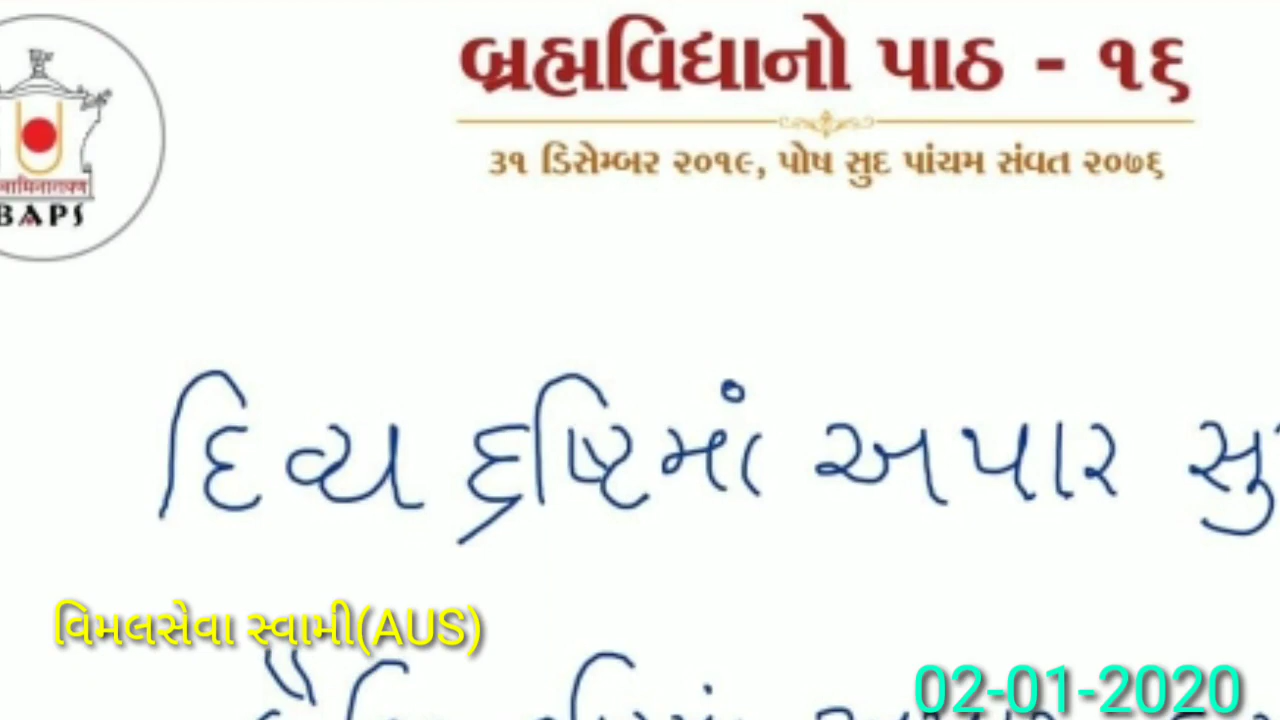 બ્રહ્મવિદ્યાનો પાઠ - ૧૬
૩૧ ડિસેમ્બર ૨૦૧૯, પોષ સુદ પાંચમ સંવત ૨૦૭૬
BAPS
દિવ્ય દ્રષ્ટિમાં અપાર
વિમલસેવા સ્વામી(AUS)
02-01-2020